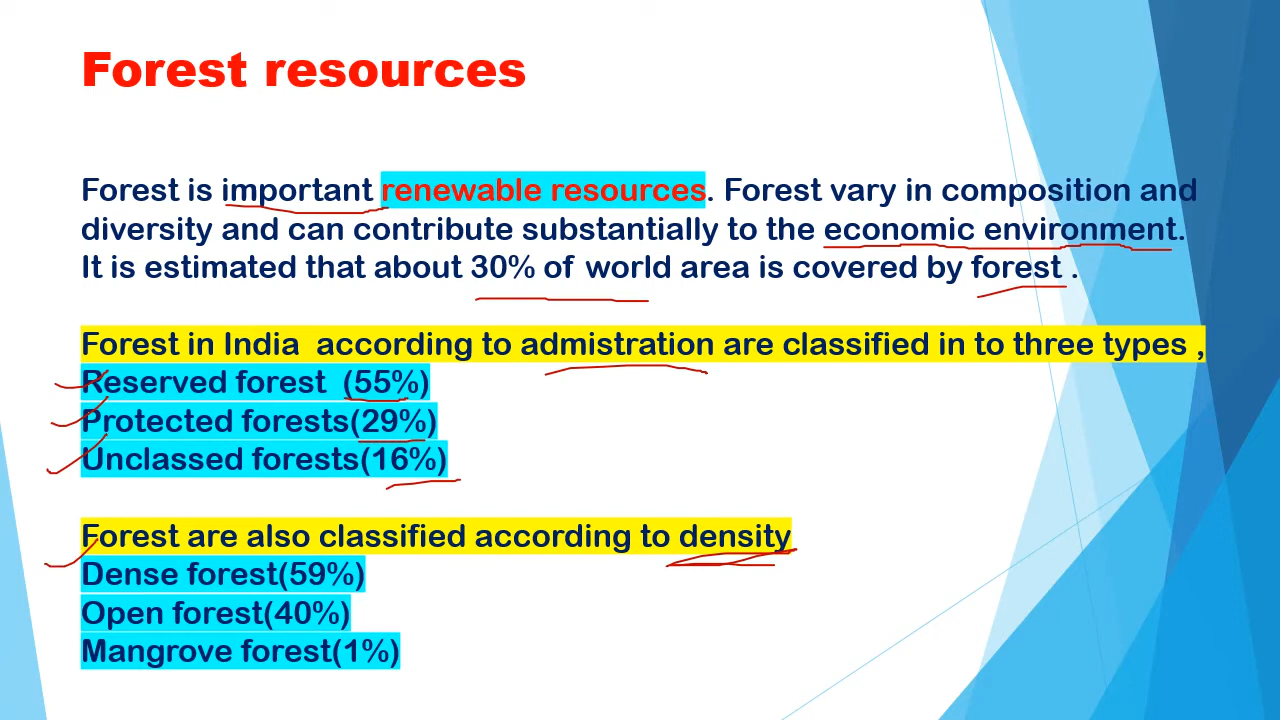 Forest resources
Forest is important renewable resources. Forest vary in composition and
diversity and can contribute substantially to the economic environment.
It is estimated that about 30% of world area is covered by forest .
Forest in India according to admistration are classified in to three types ,
Reserved forest (55%)
Protected forests(29%)
Unclassed forests(16%)
Forest are also classified according to density
Dense forest(59%)
Open forest(40%)
Mangrove forest(1%)